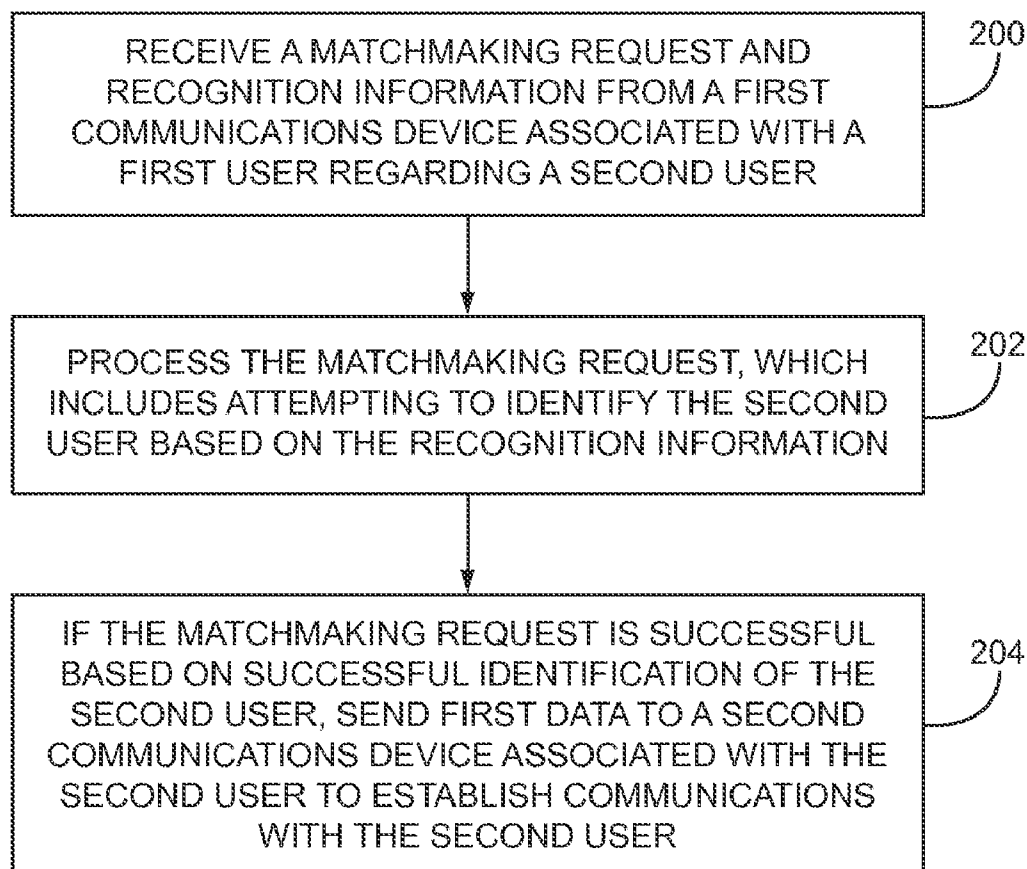 RECEIVE A MATCHMAKING REQUEST AND
RECOGNITION INFORMATION FROM A FIRST
COMMUNICATIONS DEVICE ASSOCIATED WITH A
FIRST USER REGARDING A SECOND USER
200
PROCESS THE MATCHMAKING REQUEST, WHICH
INCLUDES ATTEMPTING TO IDENTIFY THE SECOND
USER BASED ON THE RECOGNITION INFORMATION
202
IF THE MATCHMAKING REQUEST IS SUCCESSFUL
BASED ON SUCCESSFUL IDENTIFICATION OF THE
SECOND USER, SEND FIRST DATA TO A SECOND
COMMUNICATIONS DEVICE ASSOCIATED WITH THE
SECOND USER TO ESTABLISH COMMUNICATIONS
WITH THE SECOND USER
204